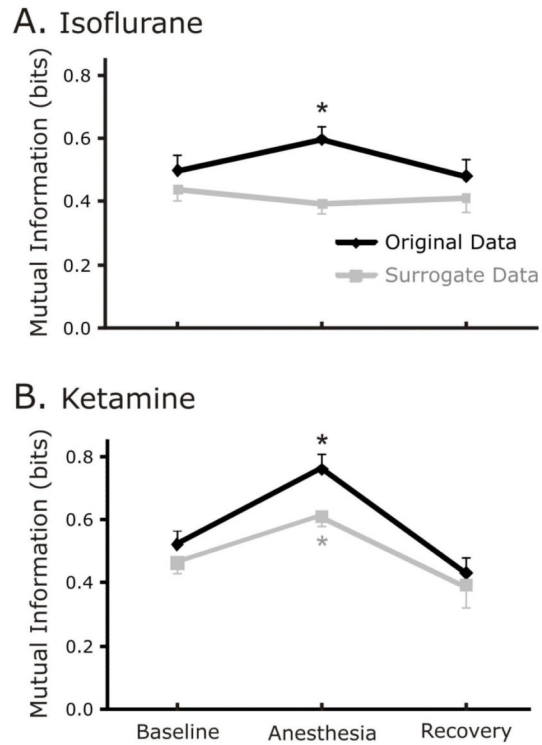 A. Isoflurane
Mutual Information (bits)
0.8
0.6
0.4
0.2
0.0
*
Original Data
Surrogate Data
B. Ketamine
Mutual Information (bits)
0.8
0.6
0.4
0.2
0.0
*
*
Baseline Anesthesia Recovery